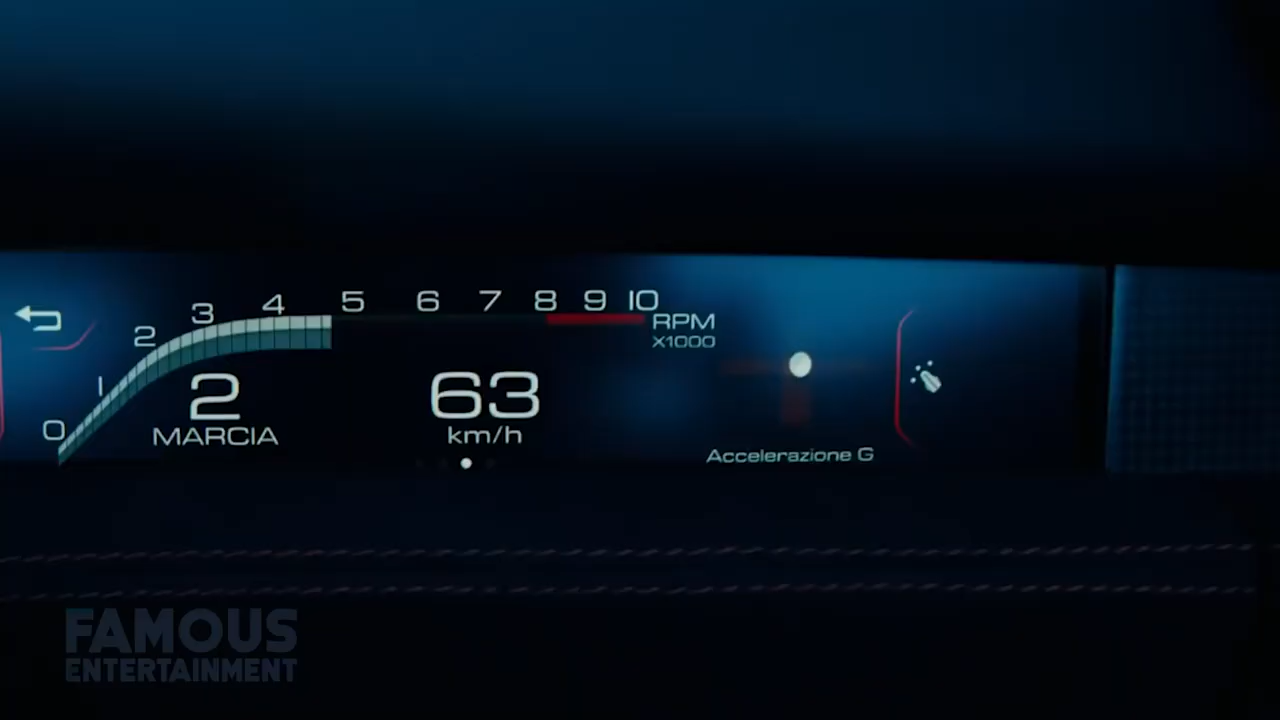 0 1 2 3 4 5 6 7 8 9 10
RPM
X1000
2
MARCIA
63
km/h
Accelerazione G
FAMOUS
ENTERTAINMENT